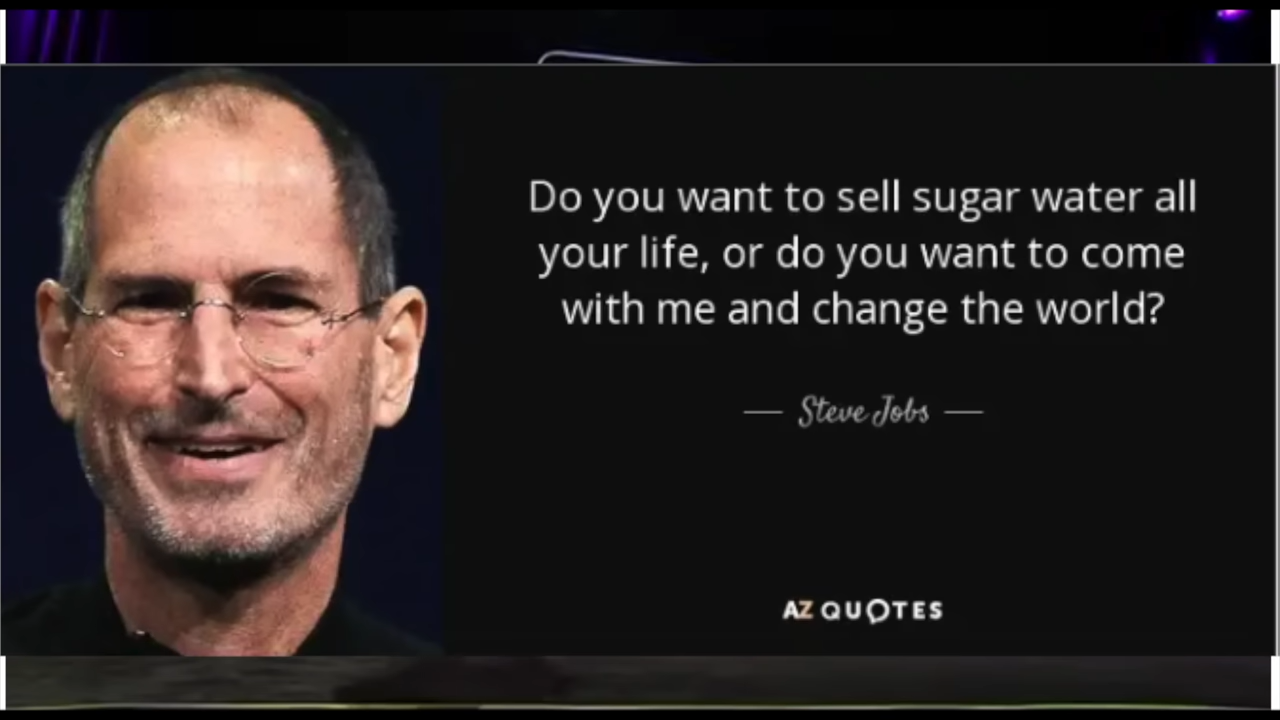 Do you want to sell sugar water all
your life, or do you want to come
with me and change the world?
— Steve Jobs —
AZ QUOTES